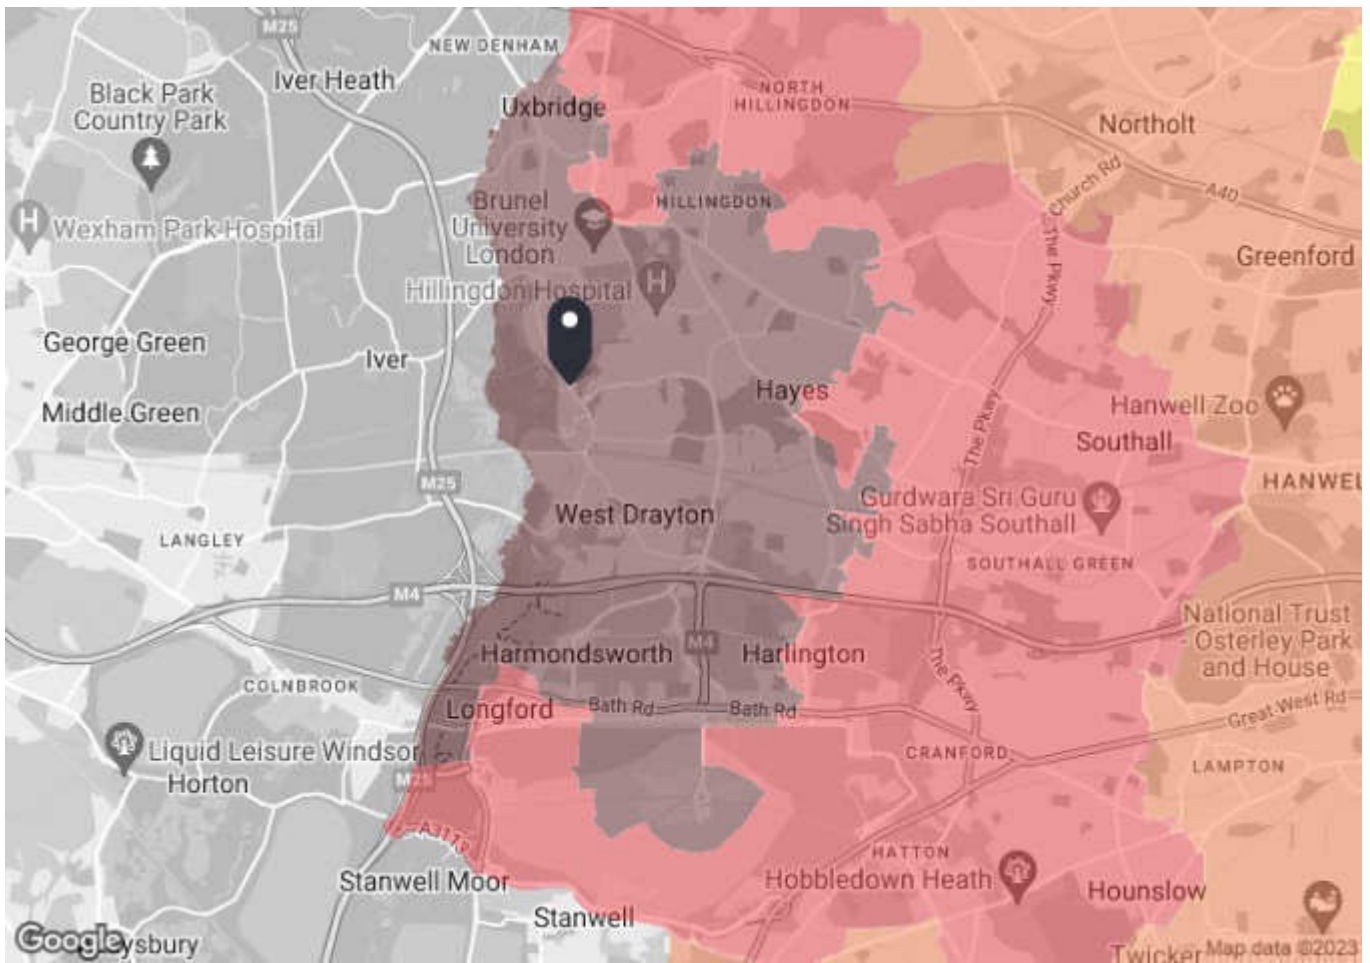 M25
NEW DENHAM
Iver Heath
Black Park
Country Park
Uxbridge
NORTH
HILLINGDON
Northolt
Church Rd
A40
H
Wexham Park Hospital
Brunel
University
London
HILLINGDON
The Pkwy
Greenford
Hillingdon Hospital
H
George Green
Iver
Middle Green
Hayes
Hanwell Zoo
The Pkwy
Southall
M25
HANWEL
Gurdwara Sri Guru
Singh Sabha Southall
West Drayton
LANGLEY
SOUTHALL GREEN
M4
National Trust
Osterley Park
and House
Harmondsworth
M4
Harlington
The Pkwy
COLNBROOK
Longford
Bath Rd
Bath Rd
Great West Rd
Liquid Leisure Windsor
CRANFORD
LAMPTON
Horton
A3113
HATTON
Stanwell Moor
Hobbledown Heath
Hounslow
Stanwell
Google
ysbury
Twicker
Map data ©2023